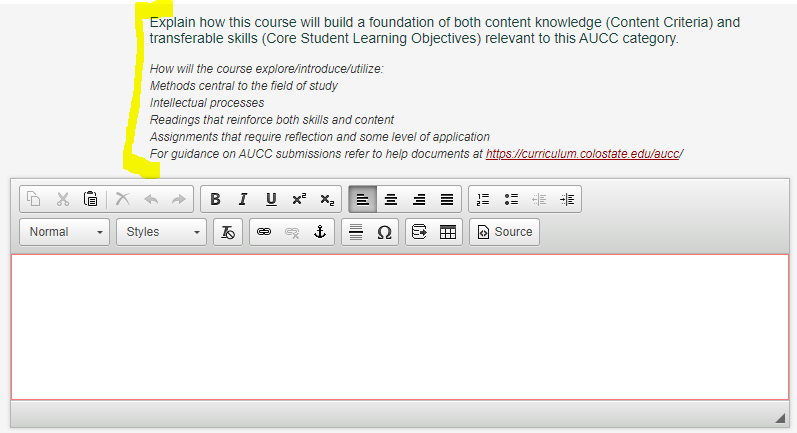 Explain how this course will build a foundation of both content knowledge (Content Criteria) and
transferable skills (Core Student Learning Objectives) relevant to this AUCC category.
How will the course explore/introduce/utilize:
Methods central to the field of study
Intellectual processes
Readings that reinforce both skills and content
Assignments that require reflection and some level of application
For guidance on AUCC submissions refer to help documents at https://curriculum.colostate.edu/aucc/
B I U x² x₂
Normal Styles Ω Source